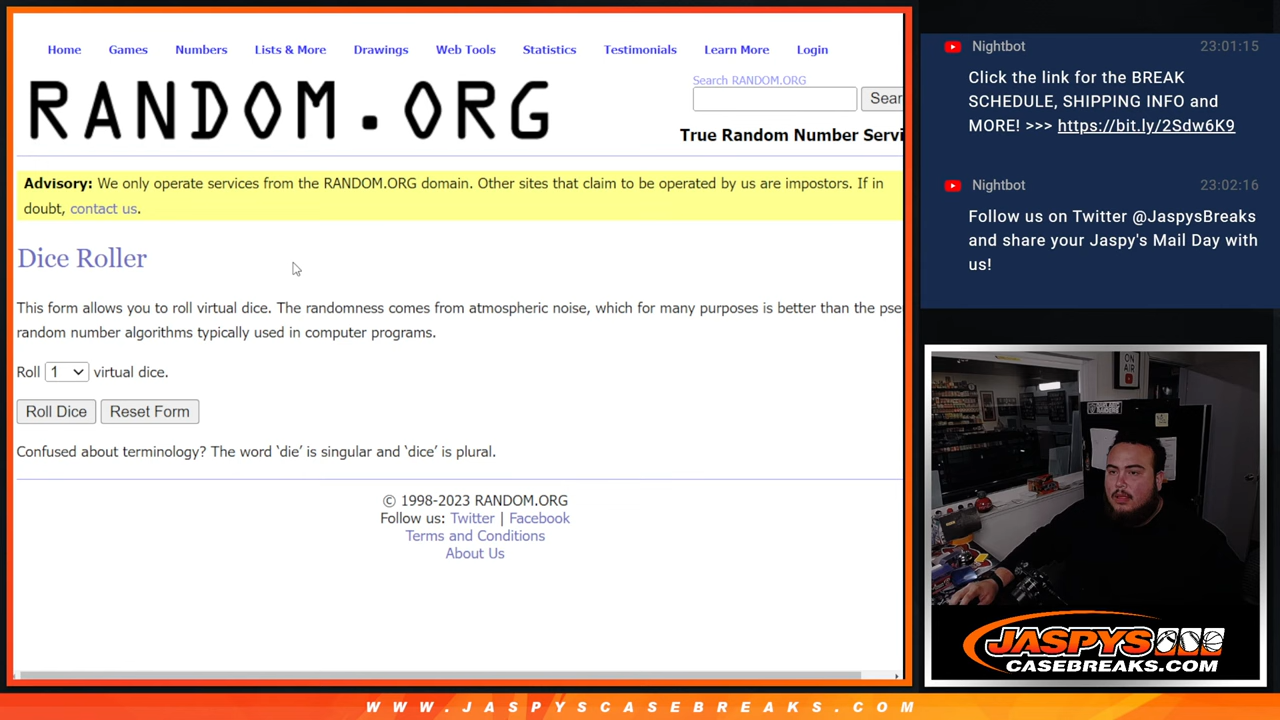 Home Games Numbers Lists & More Drawings Web Tools Statistics Testimonials Learn More Login
RANDOM.ORG
Search RANDOM.ORG
Sear
True Random Number Servi
Advisory: We only operate services from the RANDOM.ORG domain. Other sites that claim to be operated by us are impostors. If in
doubt, contact us.
Dice Roller
This form allows you to roll virtual dice. The randomness comes from atmospheric noise, which for many purposes is better than the pse
random number algorithms typically used in computer programs.
Roll 1 virtual dice.
Roll Dice Reset Form
Confused about terminology? The word ‘die’ is singular and ‘dice’ is plural.
© 1998-2023 RANDOM.ORG
Follow us: Twitter | Facebook
Terms and Conditions
About Us
Nightbot 23:01:15
Click the link for the BREAK
SCHEDULE, SHIPPING INFO and
MORE! >>> https://bit.ly/2Sdw6K9
Nightbot 23:02:16
Follow us on Twitter @JaspysBreaks
and share your Jaspy's Mail Day with
us!
ON
AIR
RAIDERS
JASPYS
CASEBREAKS.COM
WWW.JASPYSCASEBREAKS.COM